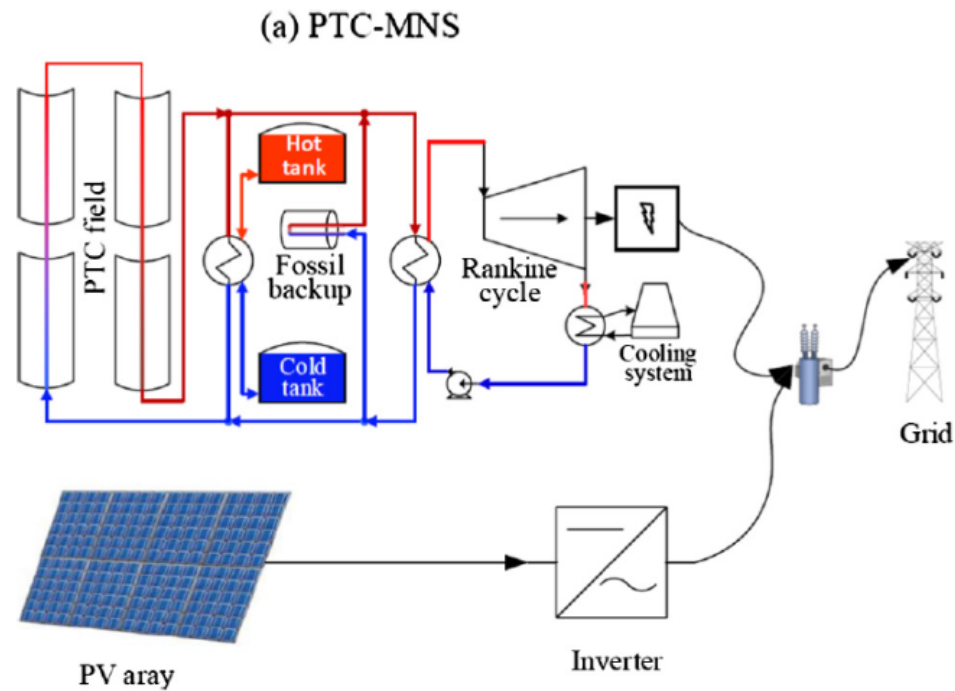 (a) PTC-MNS
PTC field
Hot
tank
Fossil
backup
Cold
tank
Rankine
cycle
Cooling
system
Grid
PV aray
Inverter